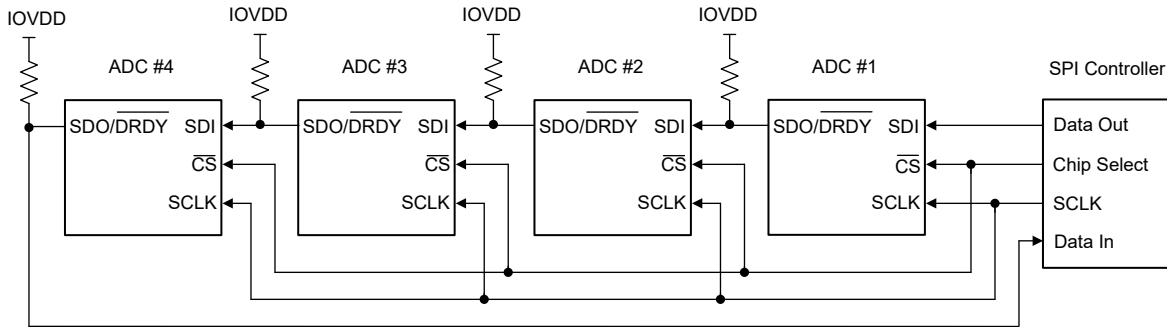 IOVDD
IOVDD
IOVDD
IOVDD
ADC #4
ADC #3
ADC #2
ADC #1
SPI Controller
SDO/DRDY SDI
CS
SCLK
SDO/DRDY SDI
CS
SCLK
SDO/DRDY SDI
CS
SCLK
SDO/DRDY SDI
CS
SCLK
Data Out
Chip Select
SCLK
Data In